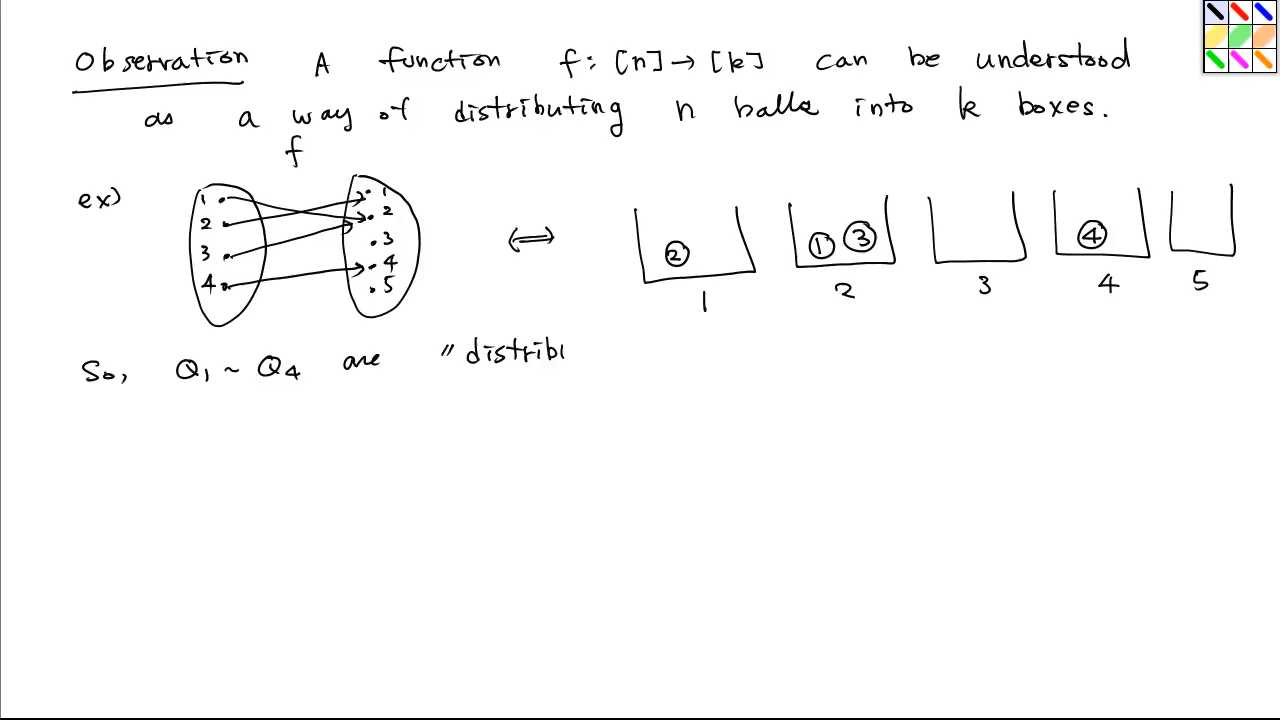 Observation A function f: [n] → [k] can be understood
as a way of distributing n balls into k boxes.
f
ex) 1 2 3 4 1 2 3 4 5 ⟺ ② ① ③ ④
1 2 3 4 5
So, Q1 ~ Q4 are "distribu